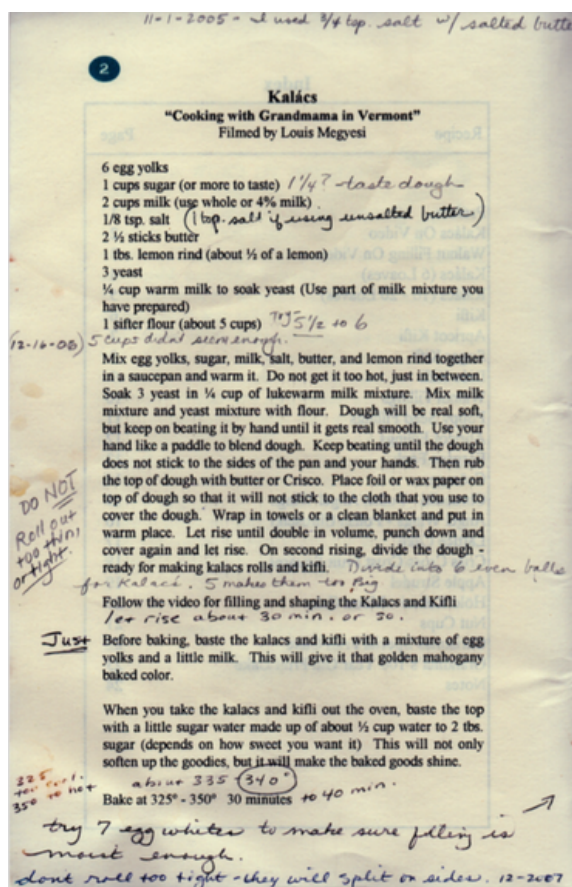 11-1-2005 - I used 3/4 tsp. salt w/ salted butte
2
Kalács
"Cooking with Grandmama in Vermont"
Filmed by Louis Megyesi
6 egg yolks
1 cups sugar (or more to taste) 1 1/4? - taste dough
2 cups milk (use whole or 4% milk)
1/8 tsp. salt (1 tsp. salt if using unsalted butter)
2 ½ sticks butter
1 tbs. lemon rind (about ½ of a lemon)
3 yeast
¼ cup warm milk to soak yeast (Use part of milk mixture you
have prepared)
1 sifter flour (about 5 cups) Try 5 1/2 to 6
(12-16-08) 5 cups didn't seem enough.
Mix egg yolks, sugar, milk, salt, butter, and lemon rind together
in a saucepan and warm it. Do not get it too hot, just in between.
Soak 3 yeast in ¼ cup of lukewarm milk mixture. Mix milk
mixture and yeast mixture with flour. Dough will be real soft,
but keep on beating it by hand until it gets real smooth. Use your
hand like a paddle to blend dough. Keep beating until the dough
does not stick to the sides of the pan and your hands. Then rub
the top of dough with butter or Crisco. Place foil or wax paper on
top of dough so that it will not stick to the cloth that you use to
cover the dough. Wrap in towels or a clean blanket and put in
warm place. Let rise until double in volume, punch down and
cover again and let rise. On second rising, divide the dough -
ready for making kalacs rolls and kifli. Divide into 6 even balls
for Kalacs. 5 makes them too big
DO NOT
Roll out
too thin,
or tight.
Follow the video for filling and shaping the Kalacs and Kifli
let rise about 30 min. or so.
Just Before baking, baste the kalacs and kifli with a mixture of egg
yolks and a little milk. This will give it that golden mahogany
baked color.
When you take the kalacs and kifli out the oven, baste the top
with a little sugar water made up of about ½ cup water to 2 tbs.
sugar (depends on how sweet you want it) This will not only
soften up the goodies, but it will make the baked goods shine.
325
too cool.
350 to hot
about 335 - 340°
Bake at 325° - 350° 30 minutes to 40 min.
try 7 egg whites to make sure filling is
moist enough.
dont roll too tight - they will split on sides. 12-2007